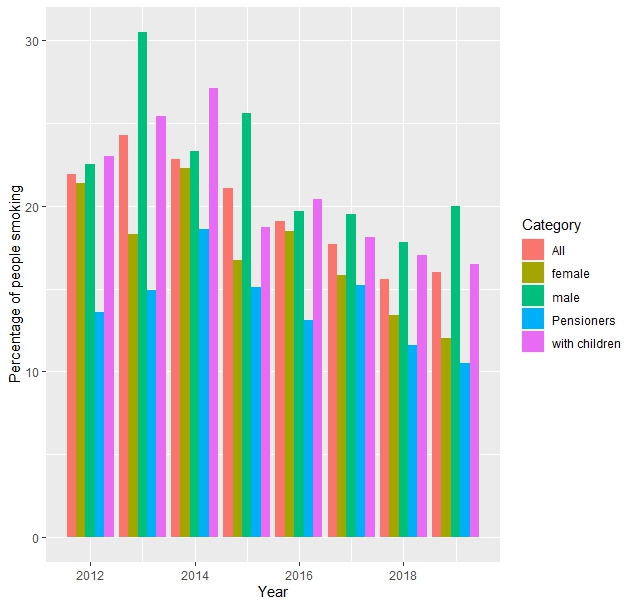 30
20
10
0
Percentage of people smoking
2012 2014 2016 2018
Year
Category
All
female
male
Pensioners
with children